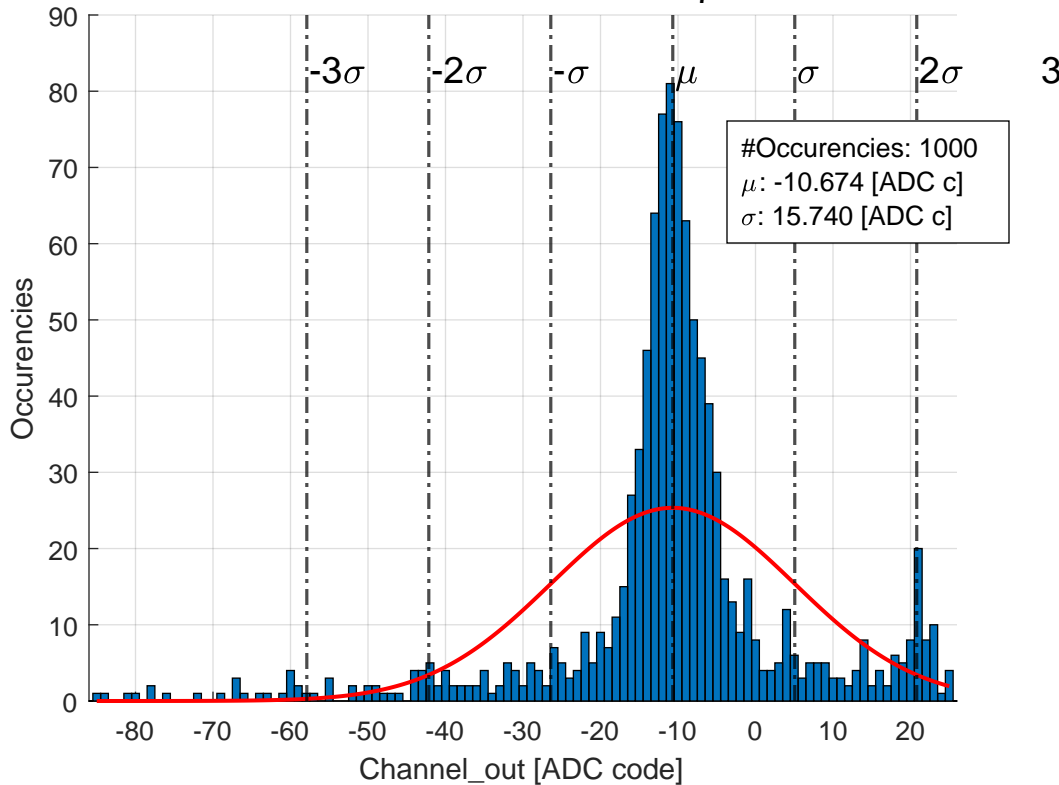 90
-3σ -2σ -σ μ σ 2σ 3
80
#Occurencies: 1000
μ: -10.674 [ADC c]
σ: 15.740 [ADC c]
70
60
50
40
30
20
10
0
Occurencies
-80 -70 -60 -50 -40 -30 -20 -10 0 10 20
Channel_out [ADC code]